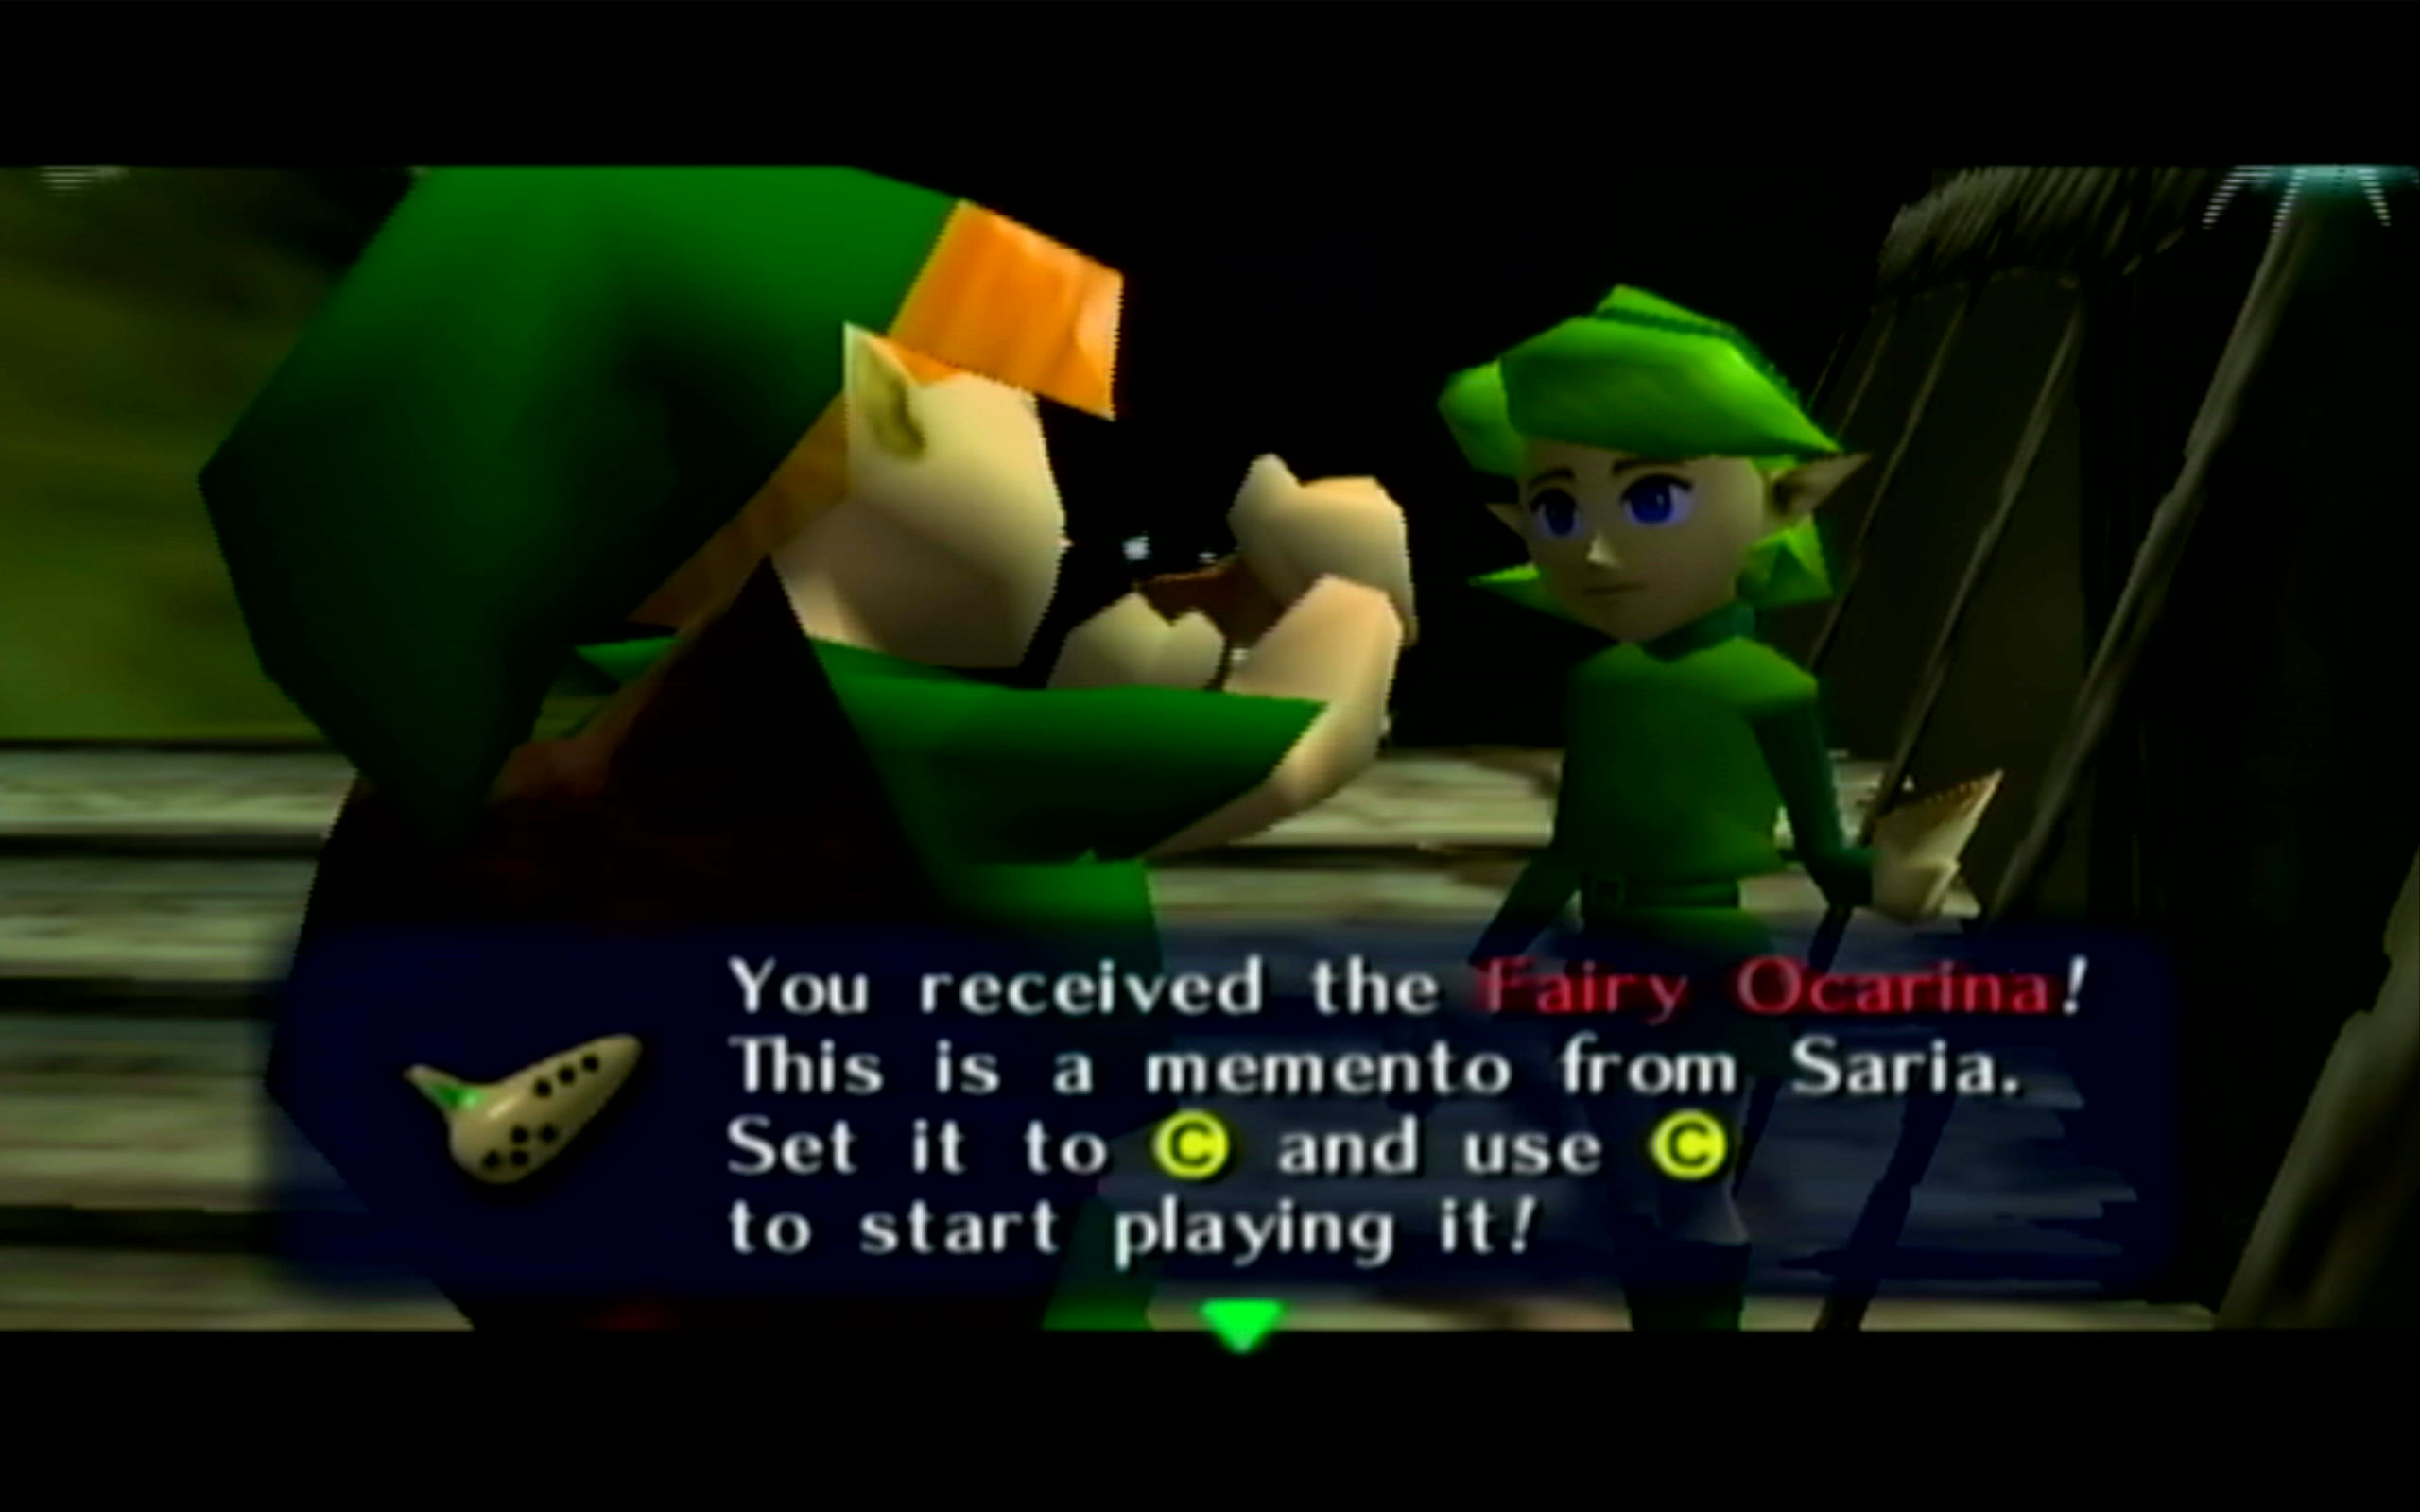 You received the Fairy Ocarina!
This is a memento from Saria.
Set it to C and use C
to start playing it!